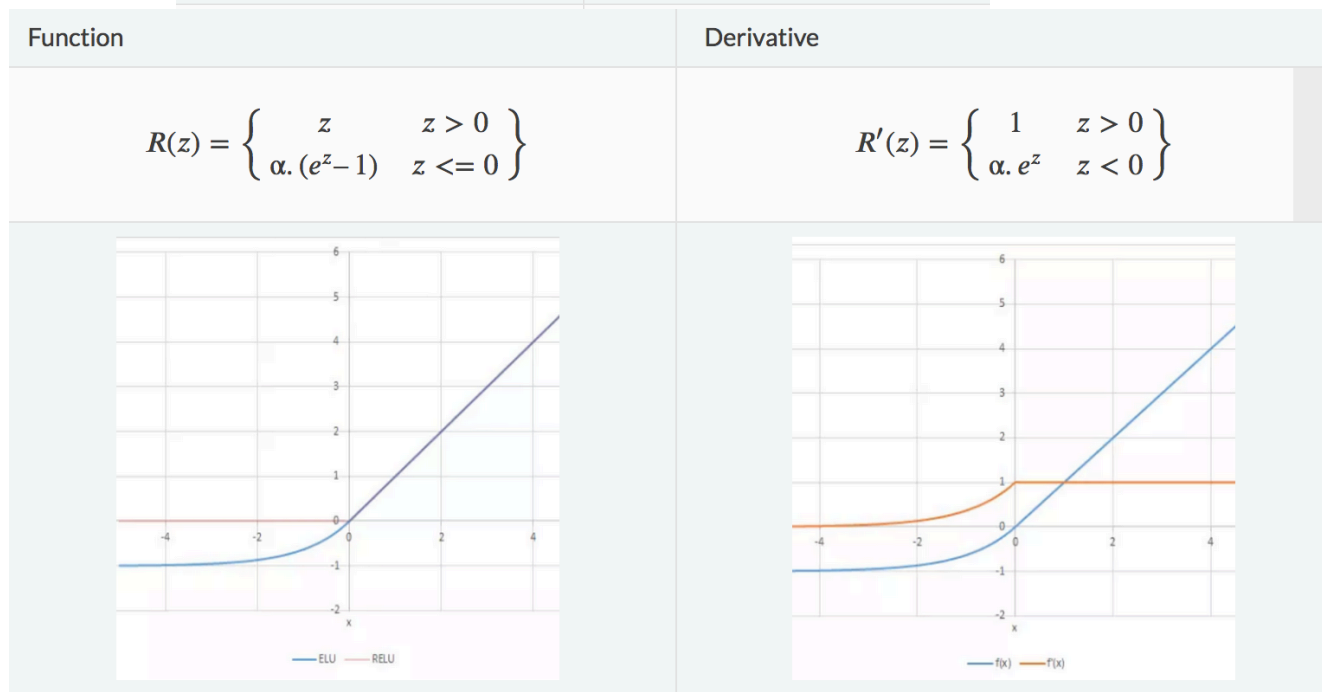 Function
Derivative
R(z) = { z z > 0
α. (eᶻ– 1) z <= 0 }
R′(z) = { 1 z > 0
α. eᶻ z < 0 }
6
5
4
3
2
1
0
-4 -2 0 2 4
-1
-2
x
ELU RELU
6
5
4
3
2
1
0
-4 -2 0 2 4
-1
-2
x
f(x) f'(x)